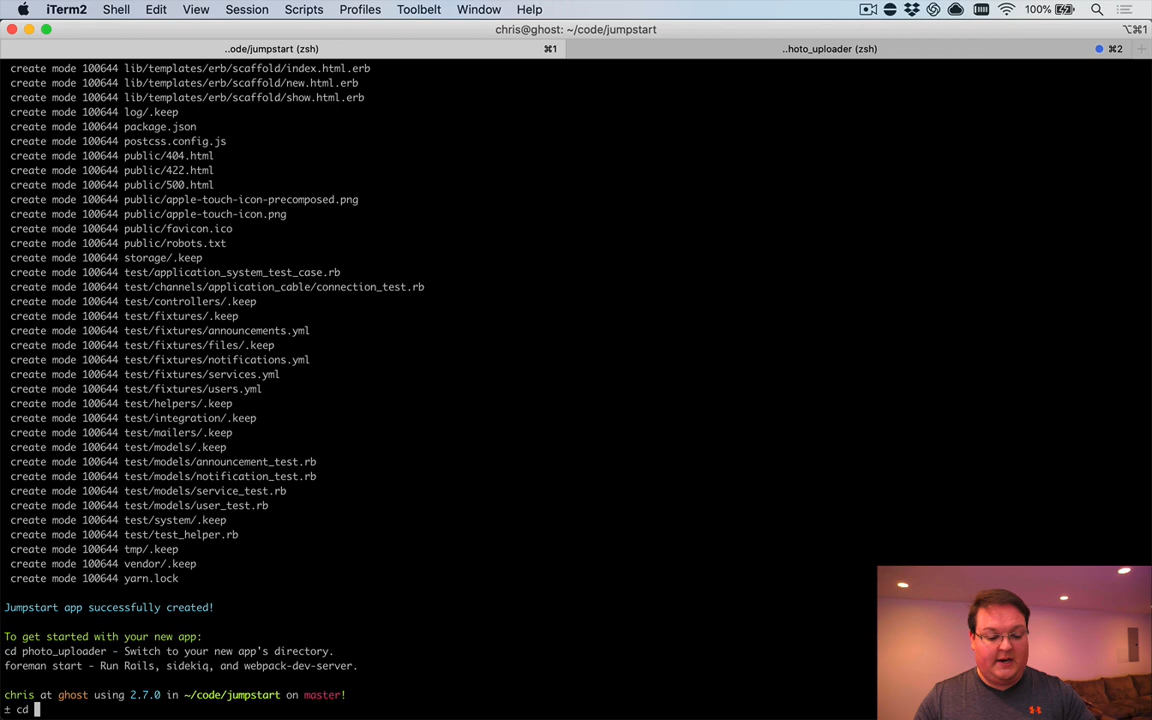 iTerm2 Shell Edit View Session Scripts Profiles Toolbelt Window Help 100%
chris@ghost: ~/code/jumpstart ⌥⌘1
..ode/jumpstart (zsh) ⌘1 ..hoto_uploader (zsh) ⌘2 +
create mode 100644 lib/templates/erb/scaffold/index.html.erb
create mode 100644 lib/templates/erb/scaffold/new.html.erb
create mode 100644 lib/templates/erb/scaffold/show.html.erb
create mode 100644 log/.keep
create mode 100644 package.json
create mode 100644 postcss.config.js
create mode 100644 public/404.html
create mode 100644 public/422.html
create mode 100644 public/500.html
create mode 100644 public/apple-touch-icon-precomposed.png
create mode 100644 public/apple-touch-icon.png
create mode 100644 public/favicon.ico
create mode 100644 public/robots.txt
create mode 100644 storage/.keep
create mode 100644 test/application_system_test_case.rb
create mode 100644 test/channels/application_cable/connection_test.rb
create mode 100644 test/controllers/.keep
create mode 100644 test/fixtures/.keep
create mode 100644 test/fixtures/announcements.yml
create mode 100644 test/fixtures/files/.keep
create mode 100644 test/fixtures/notifications.yml
create mode 100644 test/fixtures/services.yml
create mode 100644 test/fixtures/users.yml
create mode 100644 test/helpers/.keep
create mode 100644 test/integration/.keep
create mode 100644 test/mailers/.keep
create mode 100644 test/models/.keep
create mode 100644 test/models/announcement_test.rb
create mode 100644 test/models/notification_test.rb
create mode 100644 test/models/service_test.rb
create mode 100644 test/models/user_test.rb
create mode 100644 test/system/.keep
create mode 100644 test/test_helper.rb
create mode 100644 tmp/.keep
create mode 100644 vendor/.keep
create mode 100644 yarn.lock
Jumpstart app successfully created!
To get started with your new app:
cd photo_uploader - Switch to your new app's directory.
foreman start - Run Rails, sidekiq, and webpack-dev-server.
chris at ghost using 2.7.0 in ~/code/jumpstart on master!
± cd